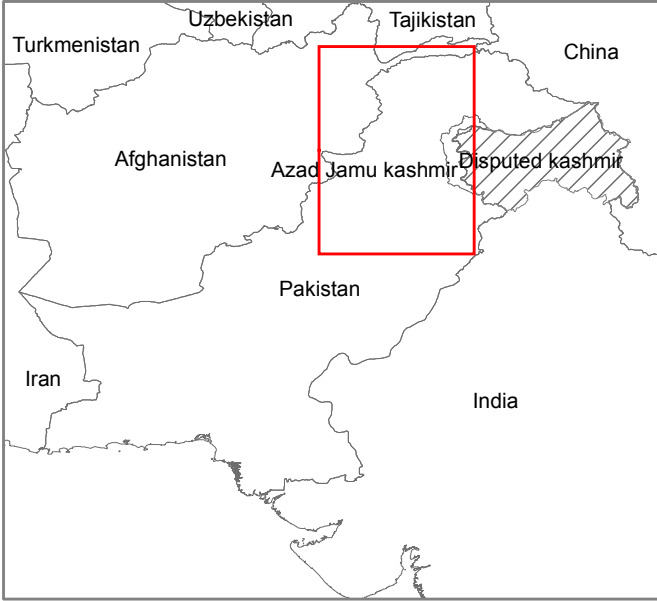 Uzbekistan
Tajikistan
Turkmenistan
China
Afghanistan
Azad Jamu kashmir
Disputed kashmir
Pakistan
Iran
India